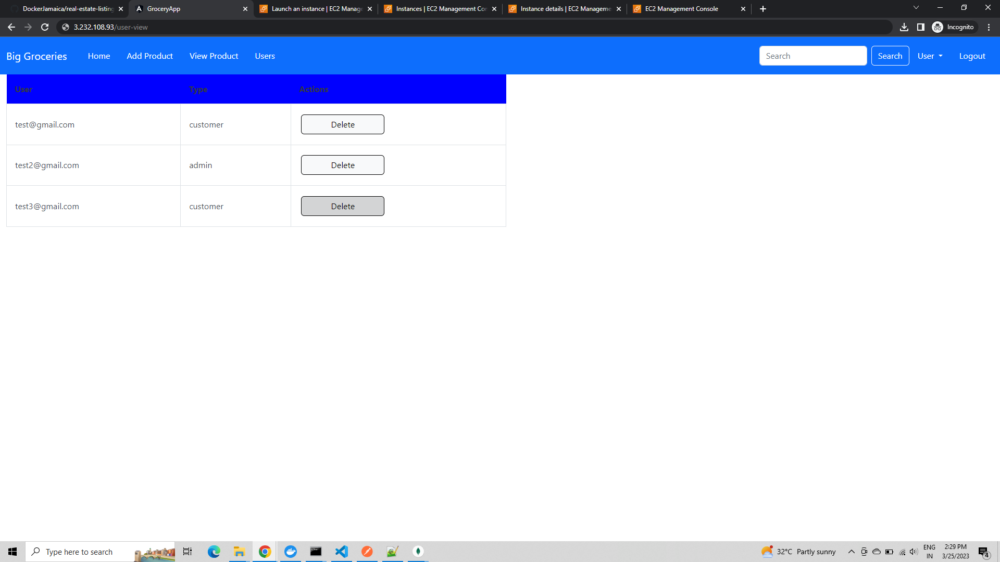 DockerJamaica/real-estate-listing
GroceryApp
Launch an instance | EC2 Manage
Instances | EC2 Management Con
Instance details | EC2 Manageme
EC2 Management Console
3.232.108.93/user-view
Incognito
Big Groceries
Home
Add Product
View Product
Users
Search
Search
User
Logout
User
Type
Actions
test@gmail.com
customer
Delete
test2@gmail.com
admin
Delete
test3@gmail.com
customer
Delete
Type here to search
32°C Partly sunny
ENG
IN
2:29 PM
3/25/2023
4